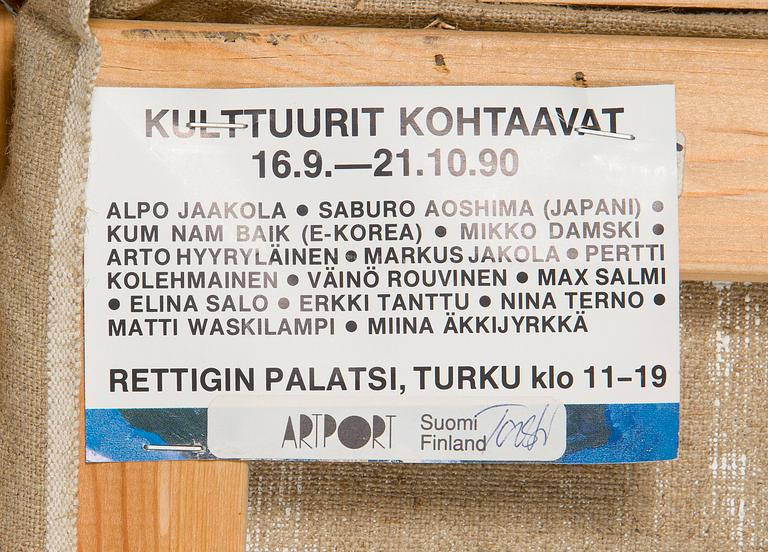 KULTTUURIT KOHTAAVAT
16.9.—21.10.90
ALPO JAAKOLA ● SABURO AOSHIMA (JAPANI) ●
KUM NAM BAIK (E-KOREA) ● MIKKO DAMSKI ●
ARTO HYYRYLÄINEN ● MARKUS JAKOLA ● PERTTI
KOLEHMAINEN ● VÄINÖ ROUVINEN ● MAX SALMI
● ELINA SALO ● ERKKI TANTTU ● NINA TERNO ●
MATTI WASKILAMPI ● MIINA ÄKKIJYRKKÄ
RETTIGIN PALATSI, TURKU klo 11–19
ARTPORT
Suomi
Finland